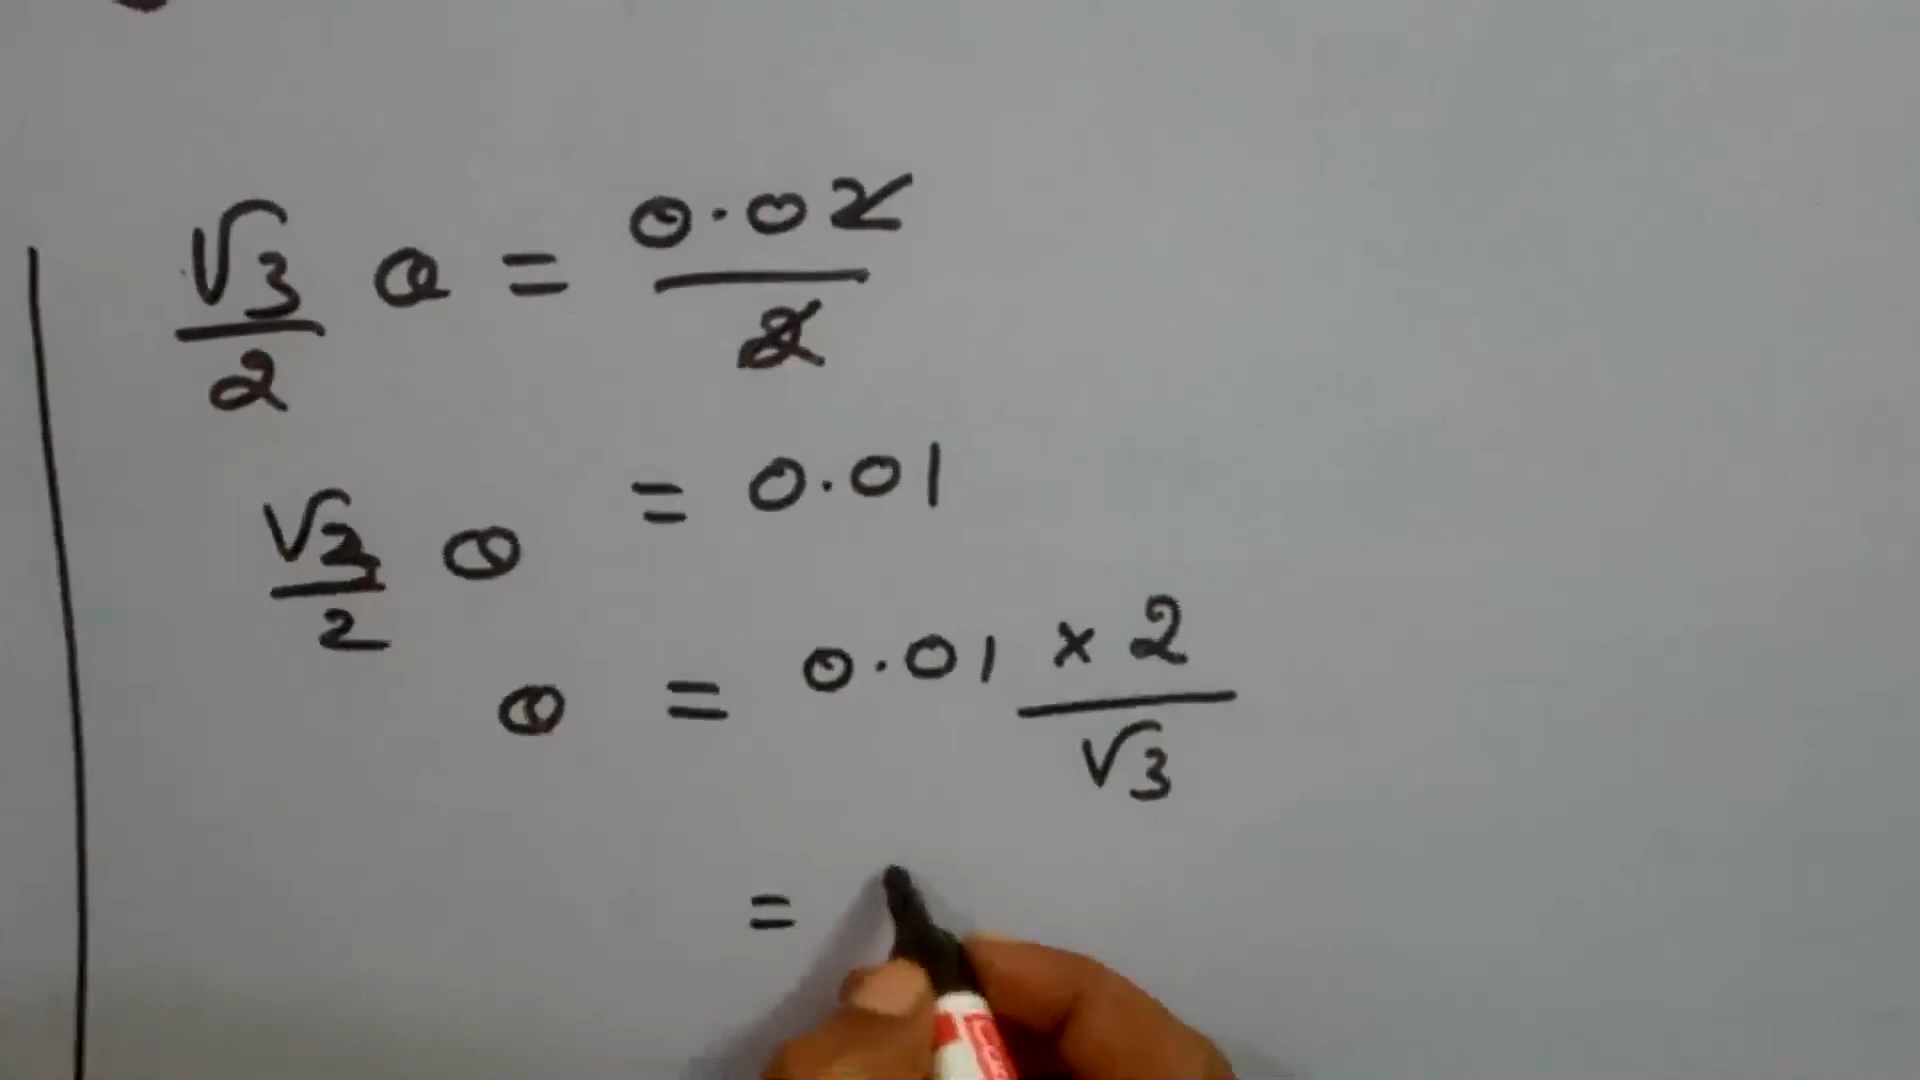 √3/2 θ = 0.02/2
√3/2 θ = 0.01
θ = 0.01 × 2/√3
=